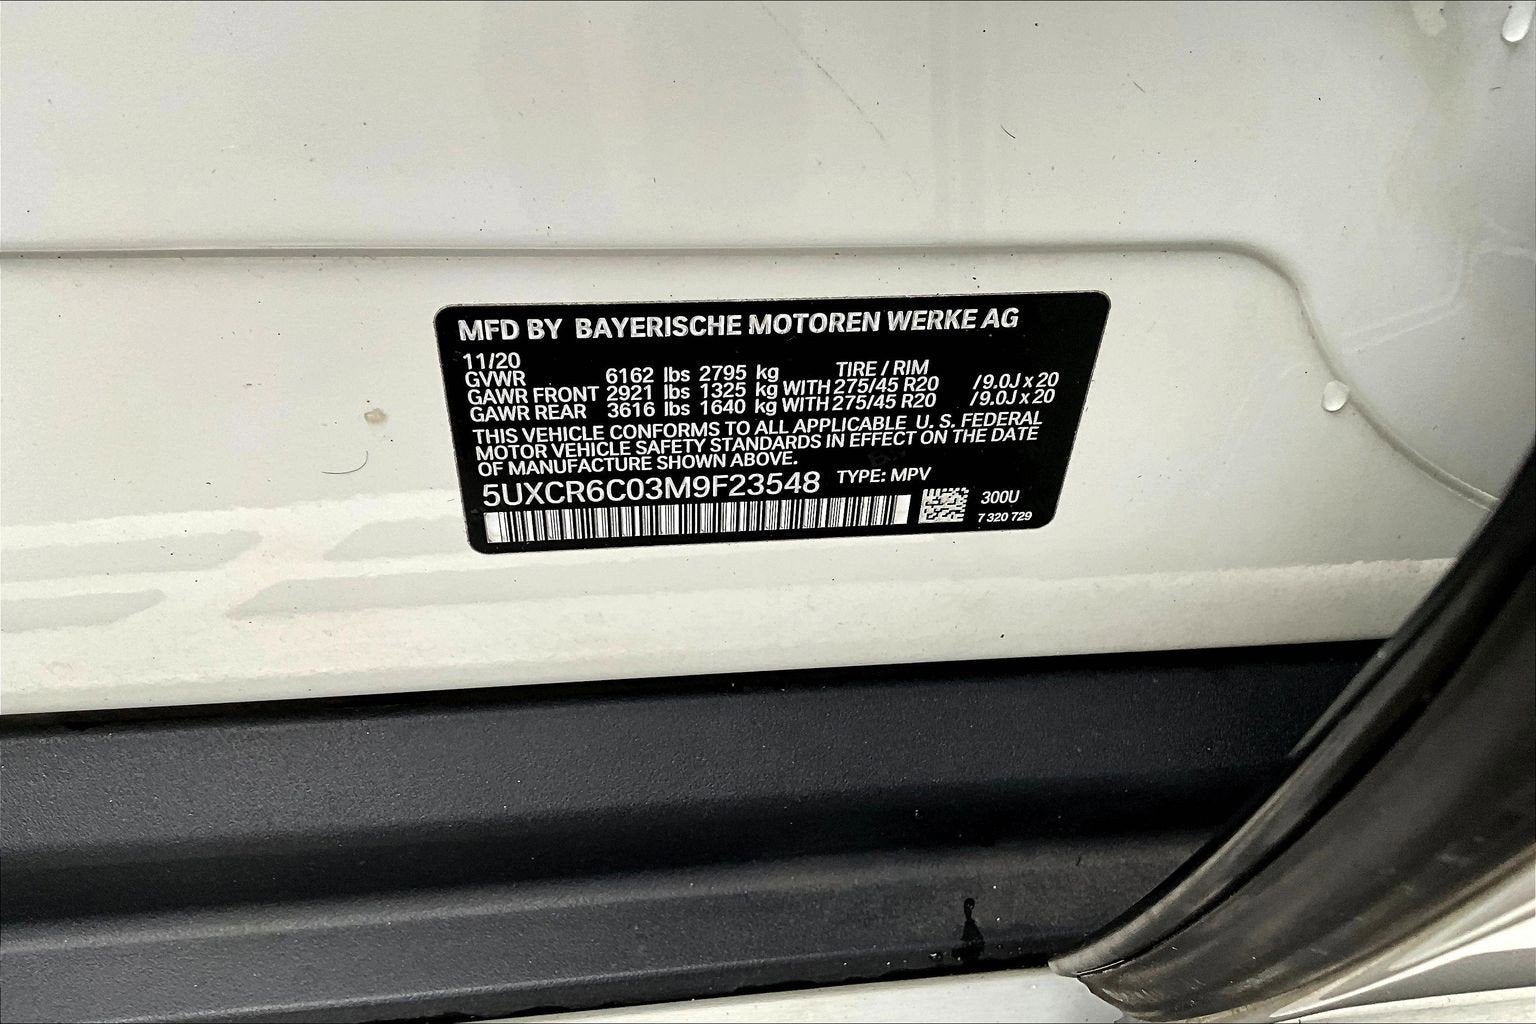 MFD BY BAYERISCHE MOTOREN WERKE AG
11/20
GVWR 6162 lbs 2795 kg TIRE / RIM
GAWR FRONT 2921 lbs 1325 kg WITH 275/45 R20 /9.0J x 20
GAWR REAR 3616 lbs 1640 kg WITH 275/45 R20 /9.0J x 20
THIS VEHICLE CONFORMS TO ALL APPLICABLE U. S. FEDERAL
MOTOR VEHICLE SAFETY STANDARDS IN EFFECT ON THE DATE
OF MANUFACTURE SHOWN ABOVE.
5UXCR6C03M9F23548 TYPE: MPV
300U
7 320 729